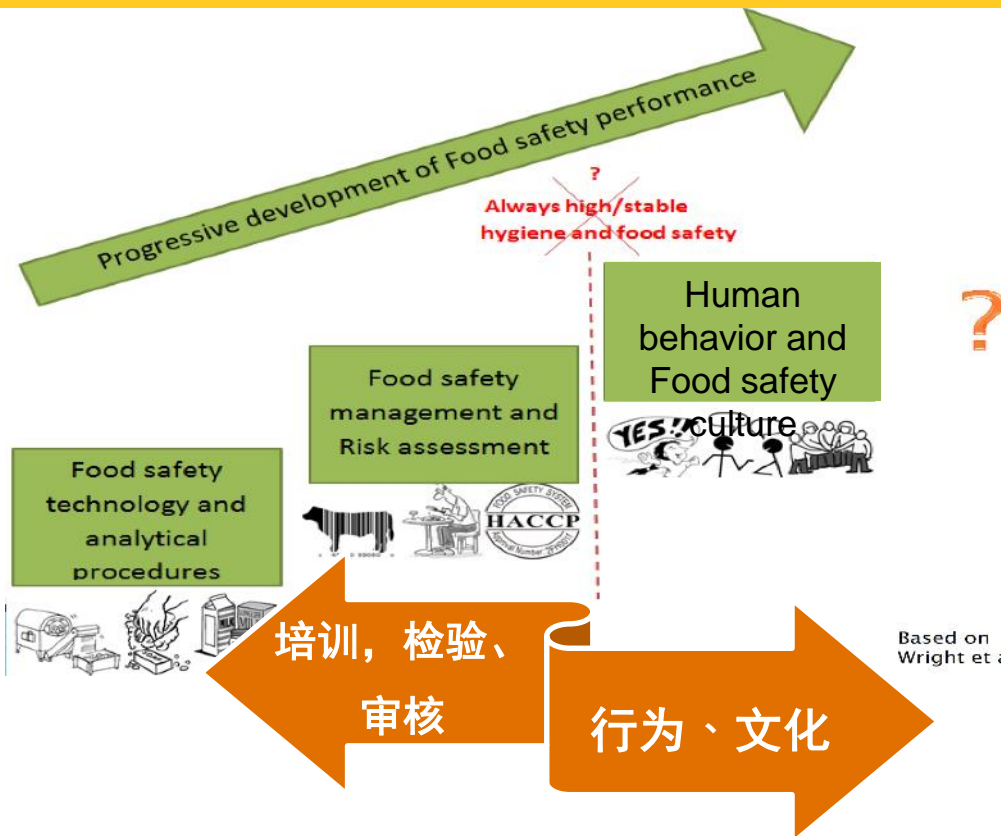 Progressive development of Food safety performance
?
Always high/stable
hygiene and food safety
Human
behavior and
Food safety
culture
?
Food safety
management and
Risk assessment
YES!!
Food safety
technology and
analytical
procedures
FOOD SAFETY SYSTEM
HACCP
MILK
培训，检验、
审核
行为、文化
Based on
Wright et a